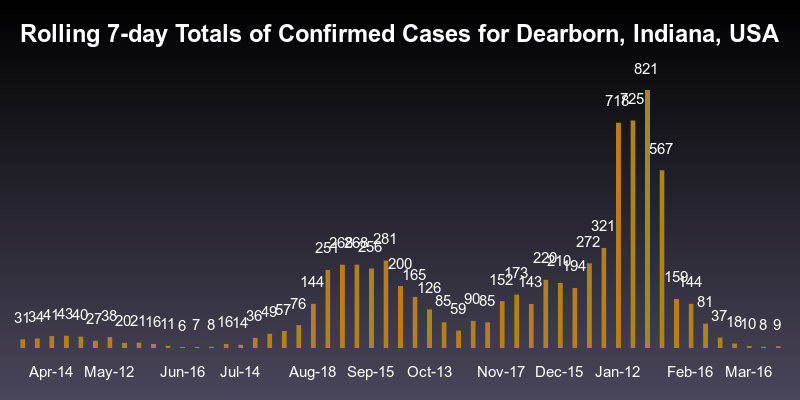 Rolling 7-day Totals of Confirmed Cases for Dearborn, Indiana, USA
31 34 41 43 40 27 38 20 21 16 11 6 7 8 16 14 36 49 57 76 144 251 268 256 281 200 165 126 85 59 90 85 152 173 143 220 210 194 272 321 718 725 821 567 159 144 81 37 18 10 8 9
Apr-14 May-12 Jun-16 Jul-14 Aug-18 Sep-15 Oct-13 Nov-17 Dec-15 Jan-12 Feb-16 Mar-16